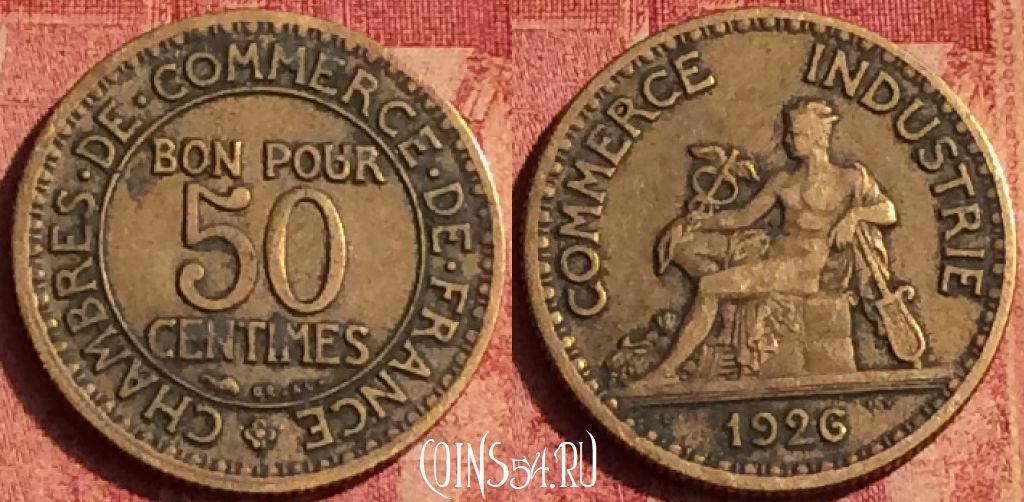 CHAMBRES · DE · COMMERCE · DE · FRANCE
BON POUR
50
CENTIMES
COMMERCE INDUSTRIE
1926
COINS54.RU